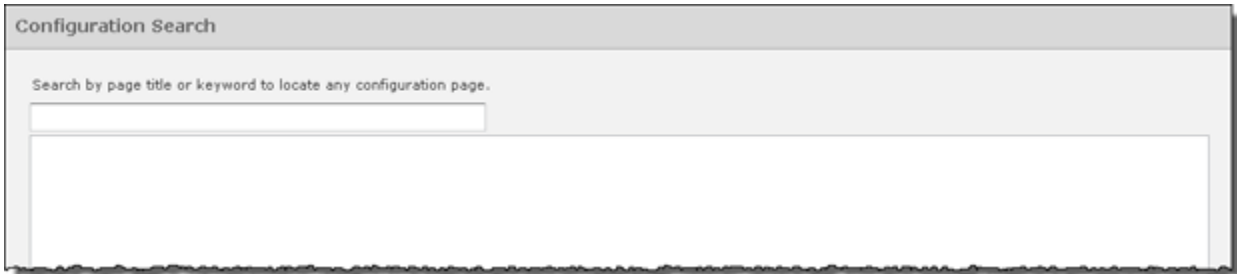 Configuration Search
Search by page title or keyword to locate any configuration page.